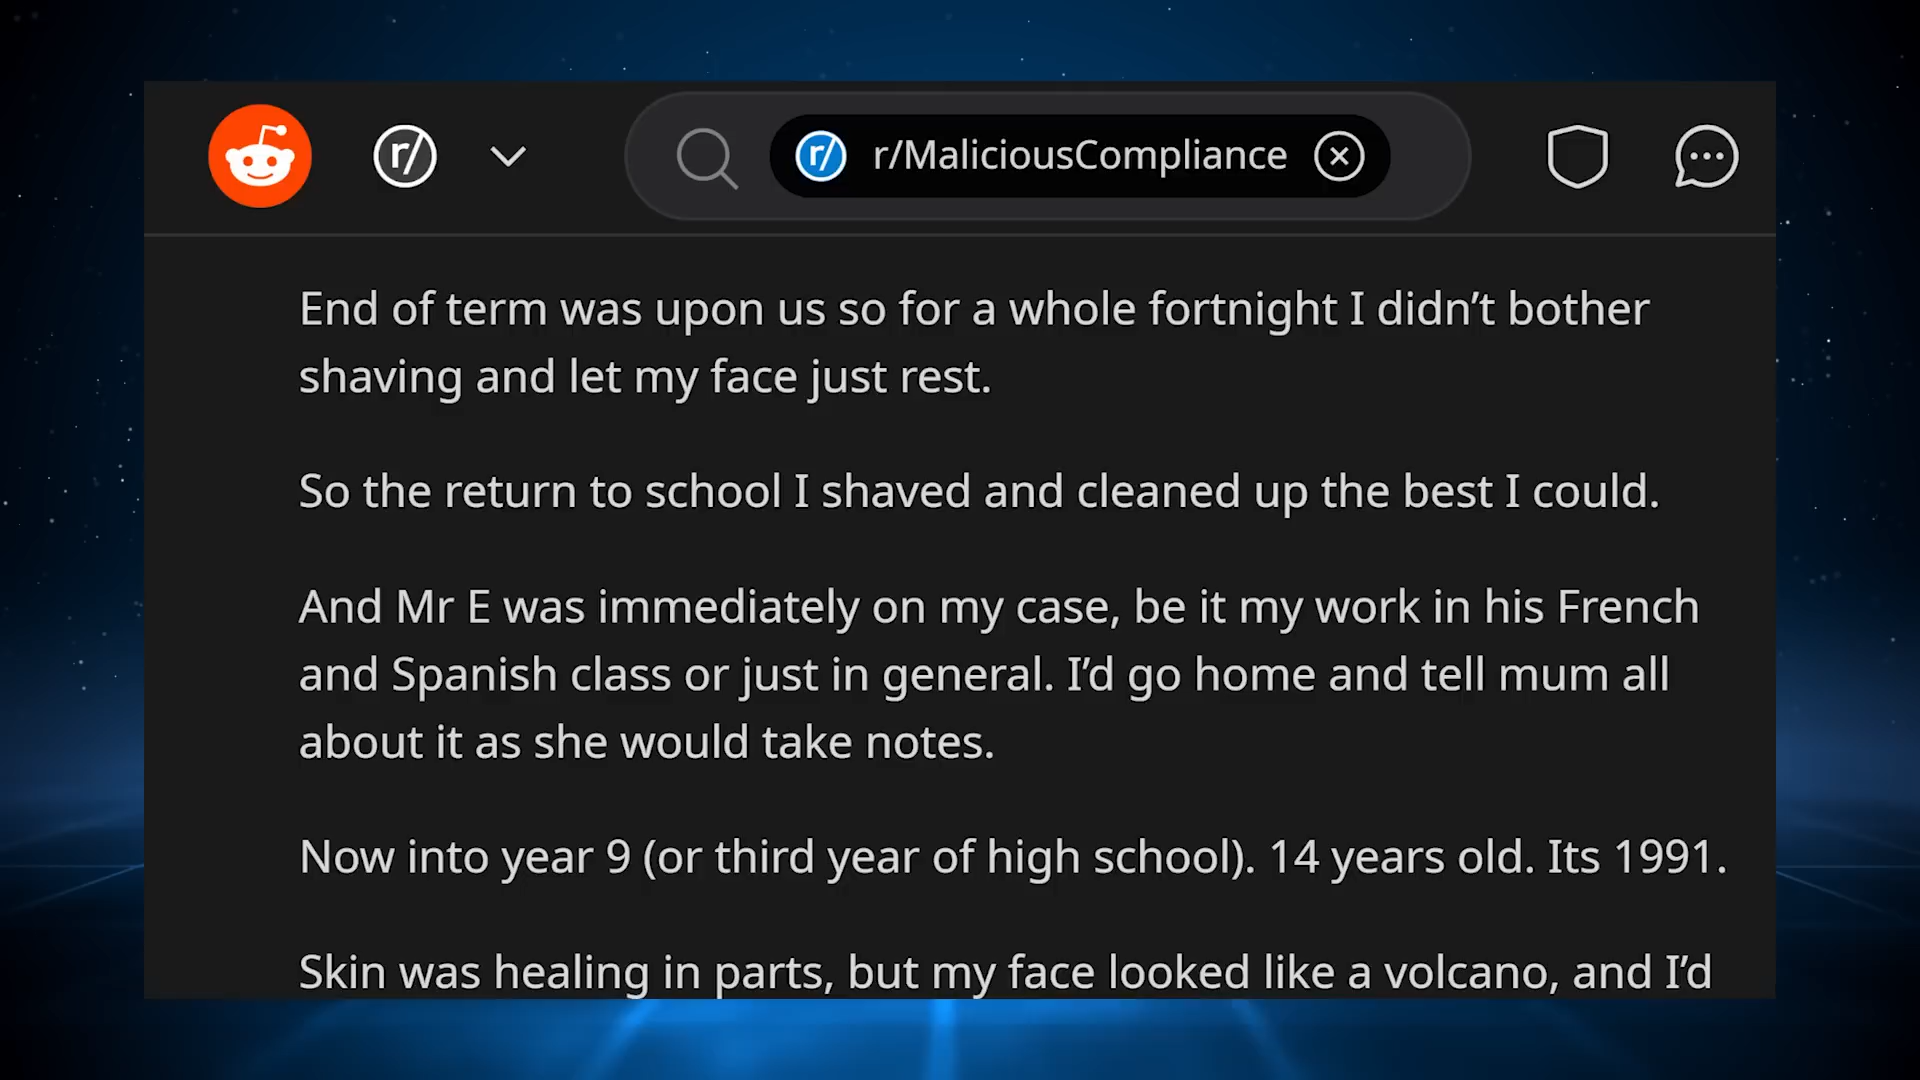 r/
r/ r/MaliciousCompliance
End of term was upon us so for a whole fortnight I didn’t bother
shaving and let my face just rest.
So the return to school I shaved and cleaned up the best I could.
And Mr E was immediately on my case, be it my work in his French
and Spanish class or just in general. I’d go home and tell mum all
about it as she would take notes.
Now into year 9 (or third year of high school). 14 years old. Its 1991.
Skin was healing in parts, but my face looked like a volcano, and I’d